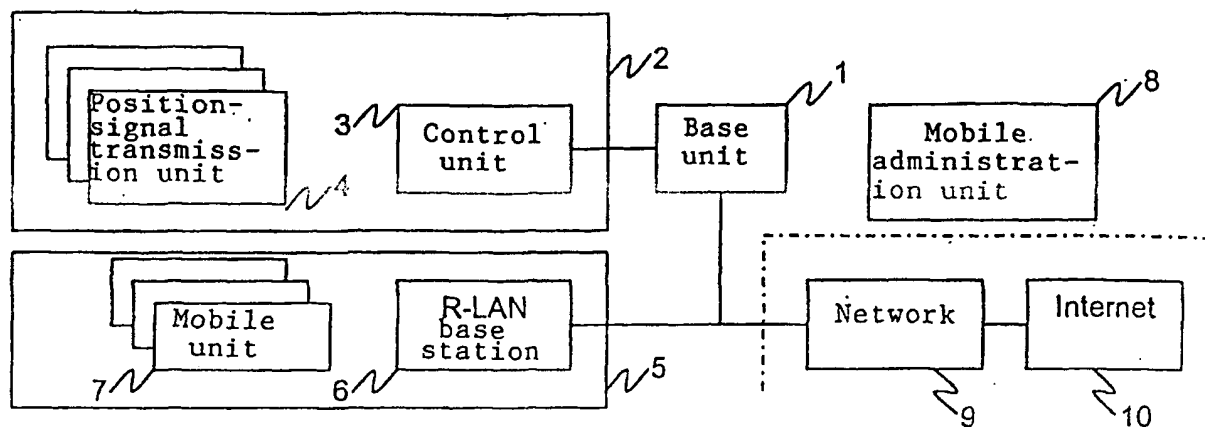 Position-
signal
transmiss-
ion unit
4
3
Control
unit
2
Base
unit
1
Mobile
administrat-
ion unit
8
Mobile
unit
7
R-LAN
base
station
6
5
Network
9
Internet
10